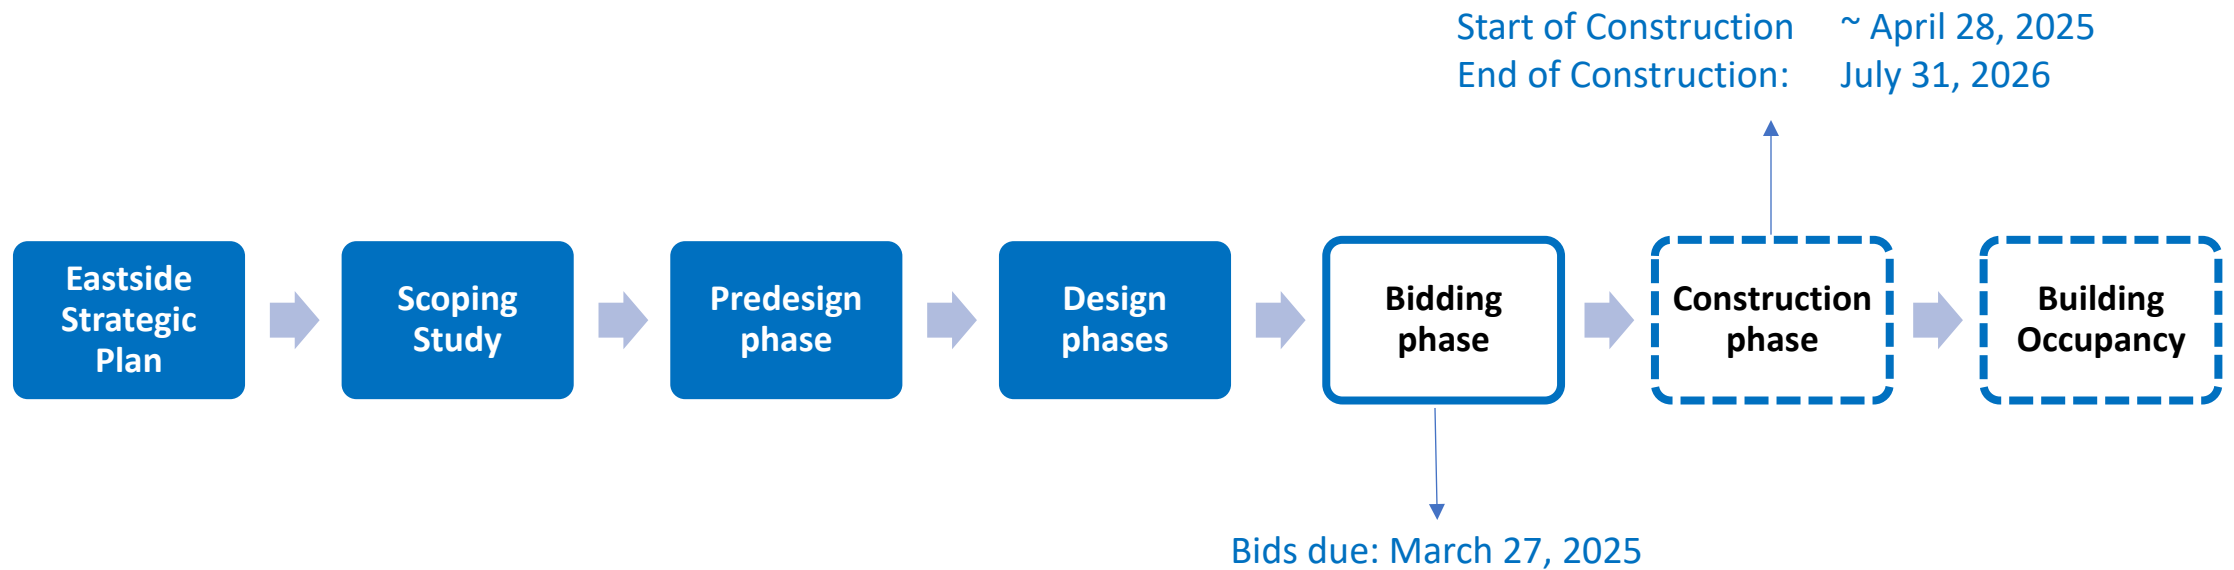 Start of Construction ~ April 28, 2025
End of Construction: July 31, 2026
Eastside
Strategic
Plan
Scoping
Study
Predesign
phase
Design
phases
Bidding
phase
Construction
phase
Building
Occupancy
Bids due: March 27, 2025